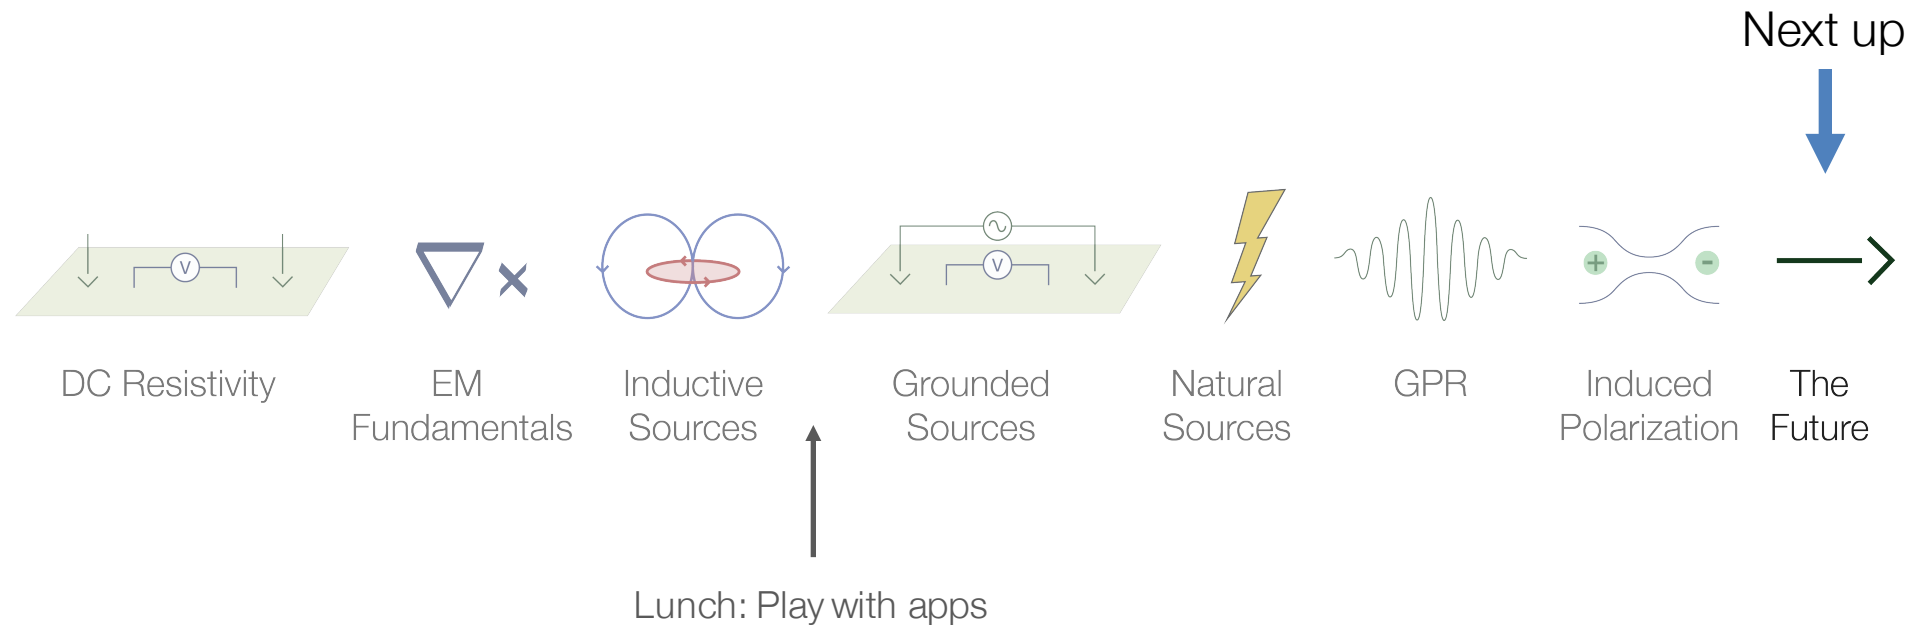 Next up
V
V
+
-
DC Resistivity
EM
Fundamentals
Inductive
Sources
Grounded
Sources
Natural
Sources
GPR
Induced
Polarization
The
Future
Lunch: Play with apps